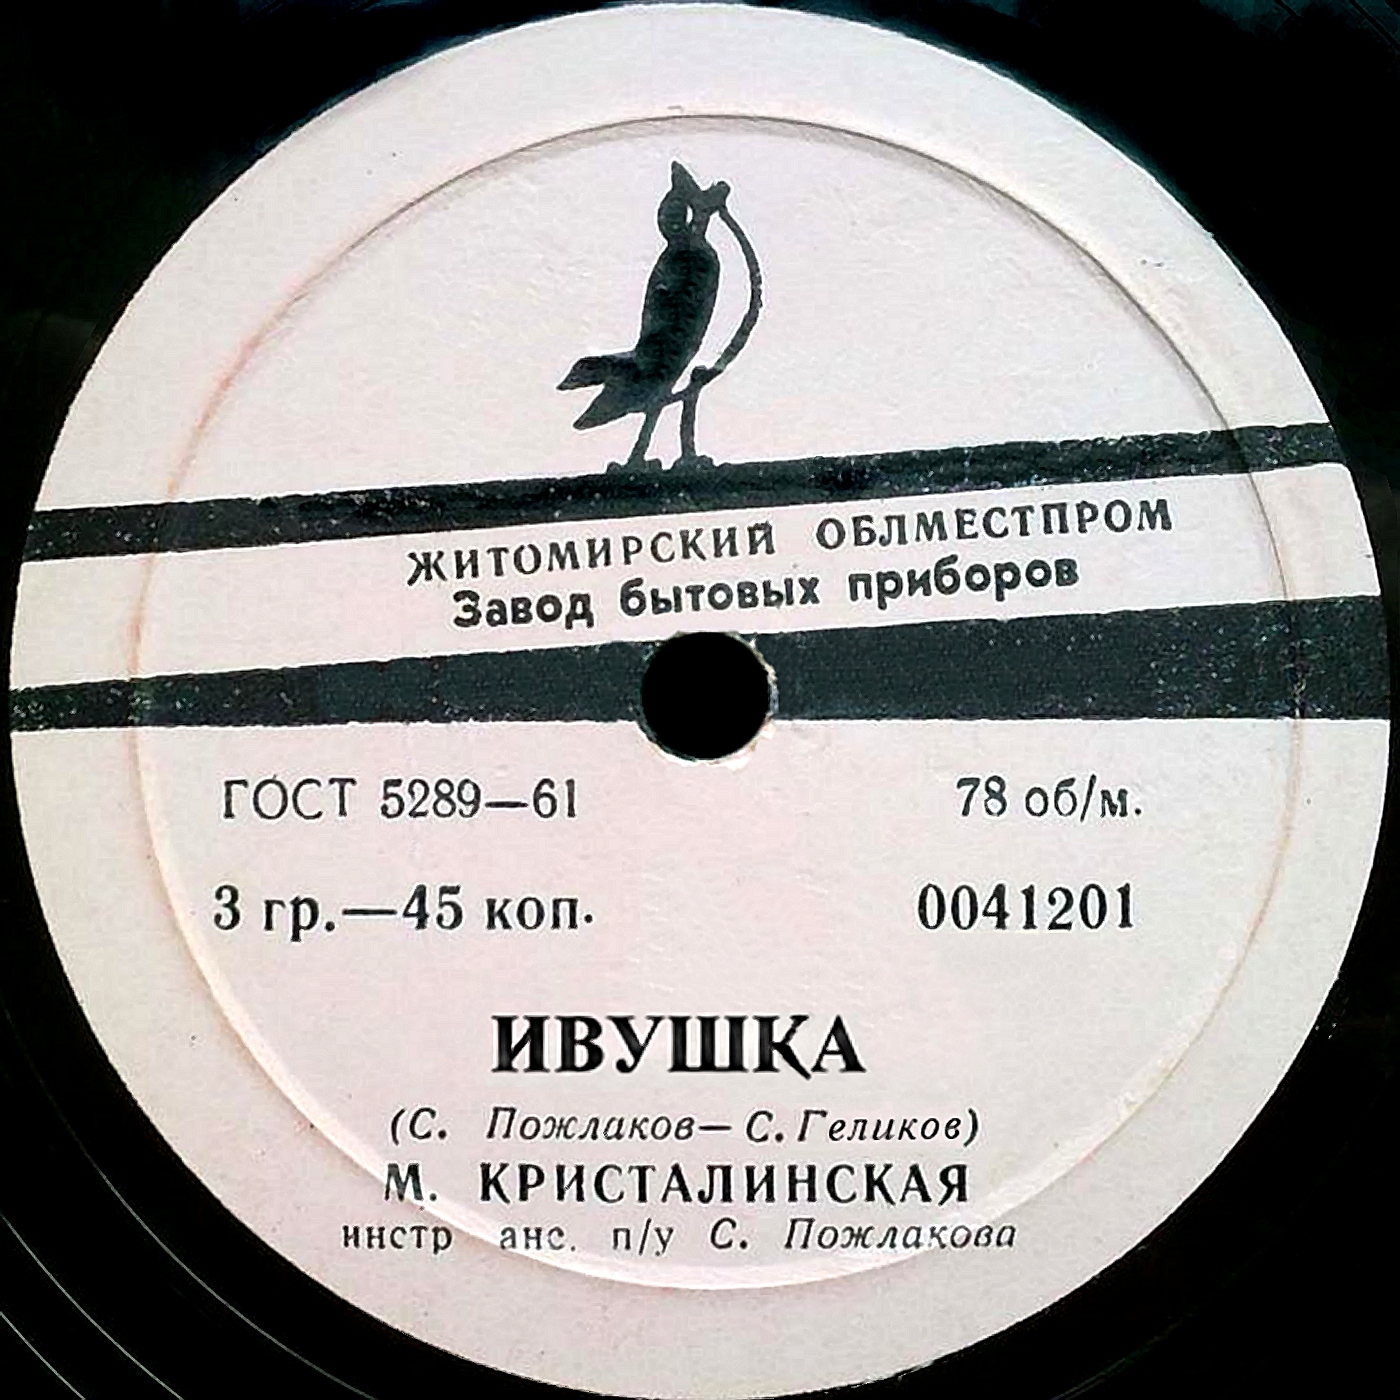 ЖИТОМИРСКИЙ ОБЛМЕСТПРОМ
Завод бытовых приборов
ГОСТ 5289—61 78 об/м.
3 гр.—45 коп. 0041201
ИВУШКА
(С. Пожлаков— С. Геликов)
М. КРИСТАЛИНСКАЯ
инстр анс. п/у С. Пожлакова